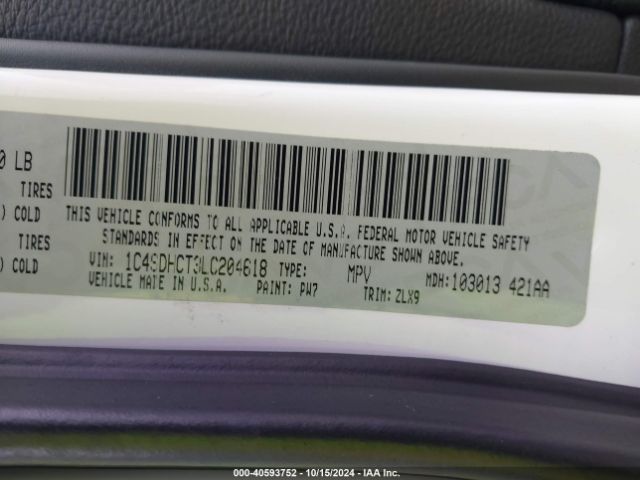 0 LB
TIRES
) COLD
TIRES
) COLD
THIS VEHICLE CONFORMS TO ALL APPLICABLE U.S.A. FEDERAL MOTOR VEHICLE SAFETY
STANDARDS IN EFFECT ON THE DATE OF MANUFACTURE SHOWN ABOVE.
VIN: 1C4SDHCT3LC204618 TYPE: MPV MDH: 103013 421AA
VEHICLE MADE IN U.S.A. PAINT: PW7 TRIM: ZLX9
000-40593752 - 10/15/2024 - IAA Inc.